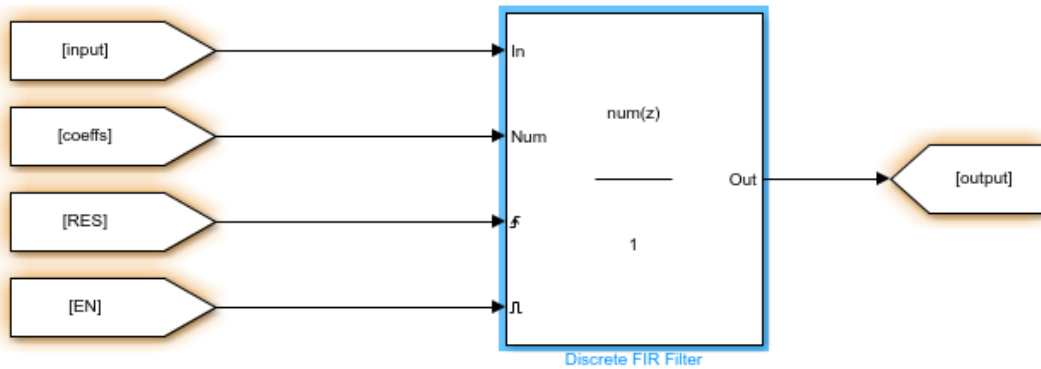 [input]
[coeffs]
[RES]
[EN]
In
Num
num(z)
1
Out
[output]
Discrete FIR Filter